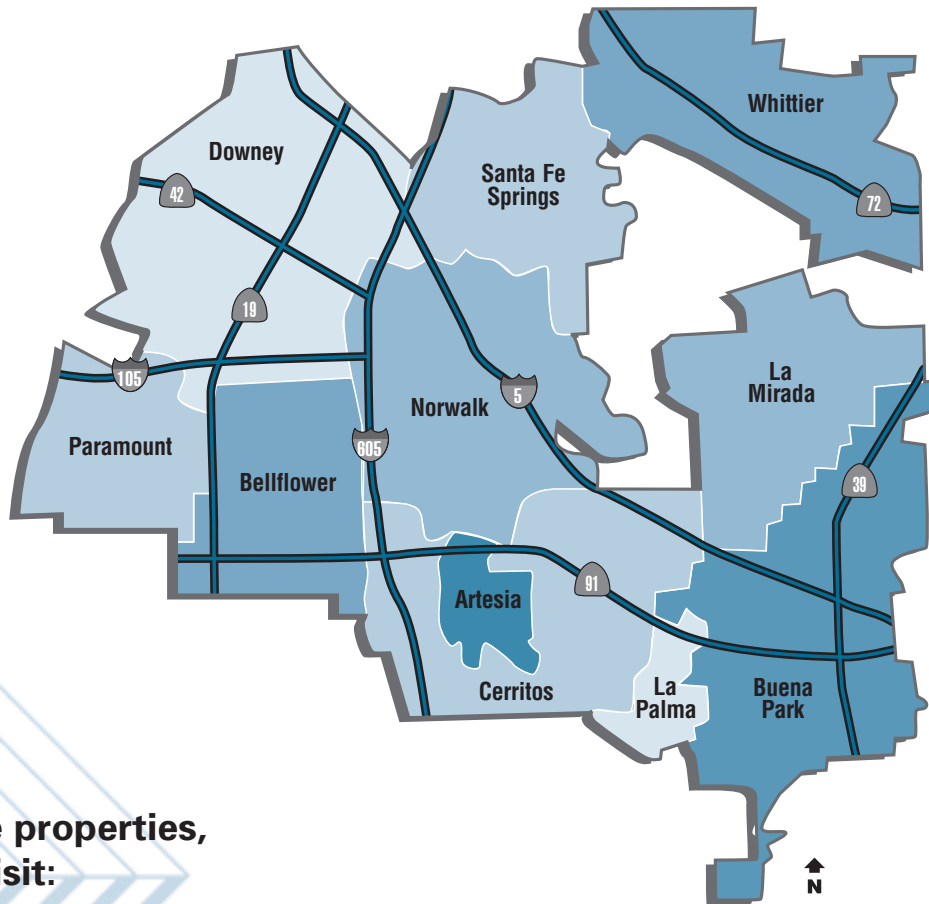 Whittier
Downey
Santa Fe
Springs
42
72
19
La
Mirada
105
5
Norwalk
Paramount
605
Bellflower
39
91
Artesia
Cerritos
La
Palma
Buena
Park
properties,
N